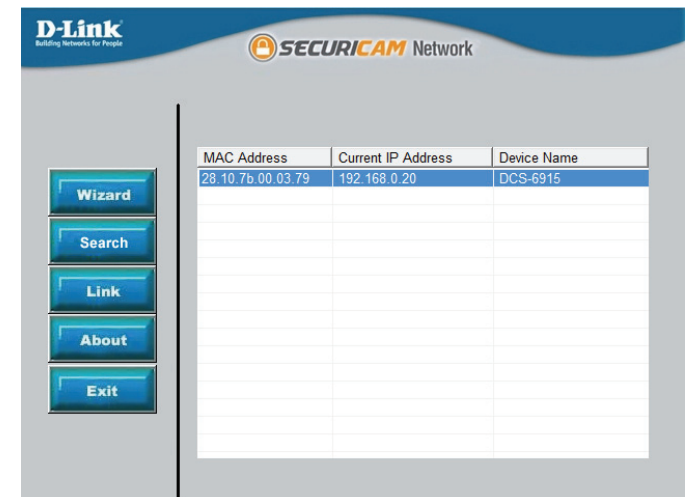 D-Link
Building Networks for People
SECURICAM Network
MAC Address Current IP Address Device Name
28.10.7b.00.03.79 192.168.0.20 DCS-6915
Wizard
Search
Link
About
Exit